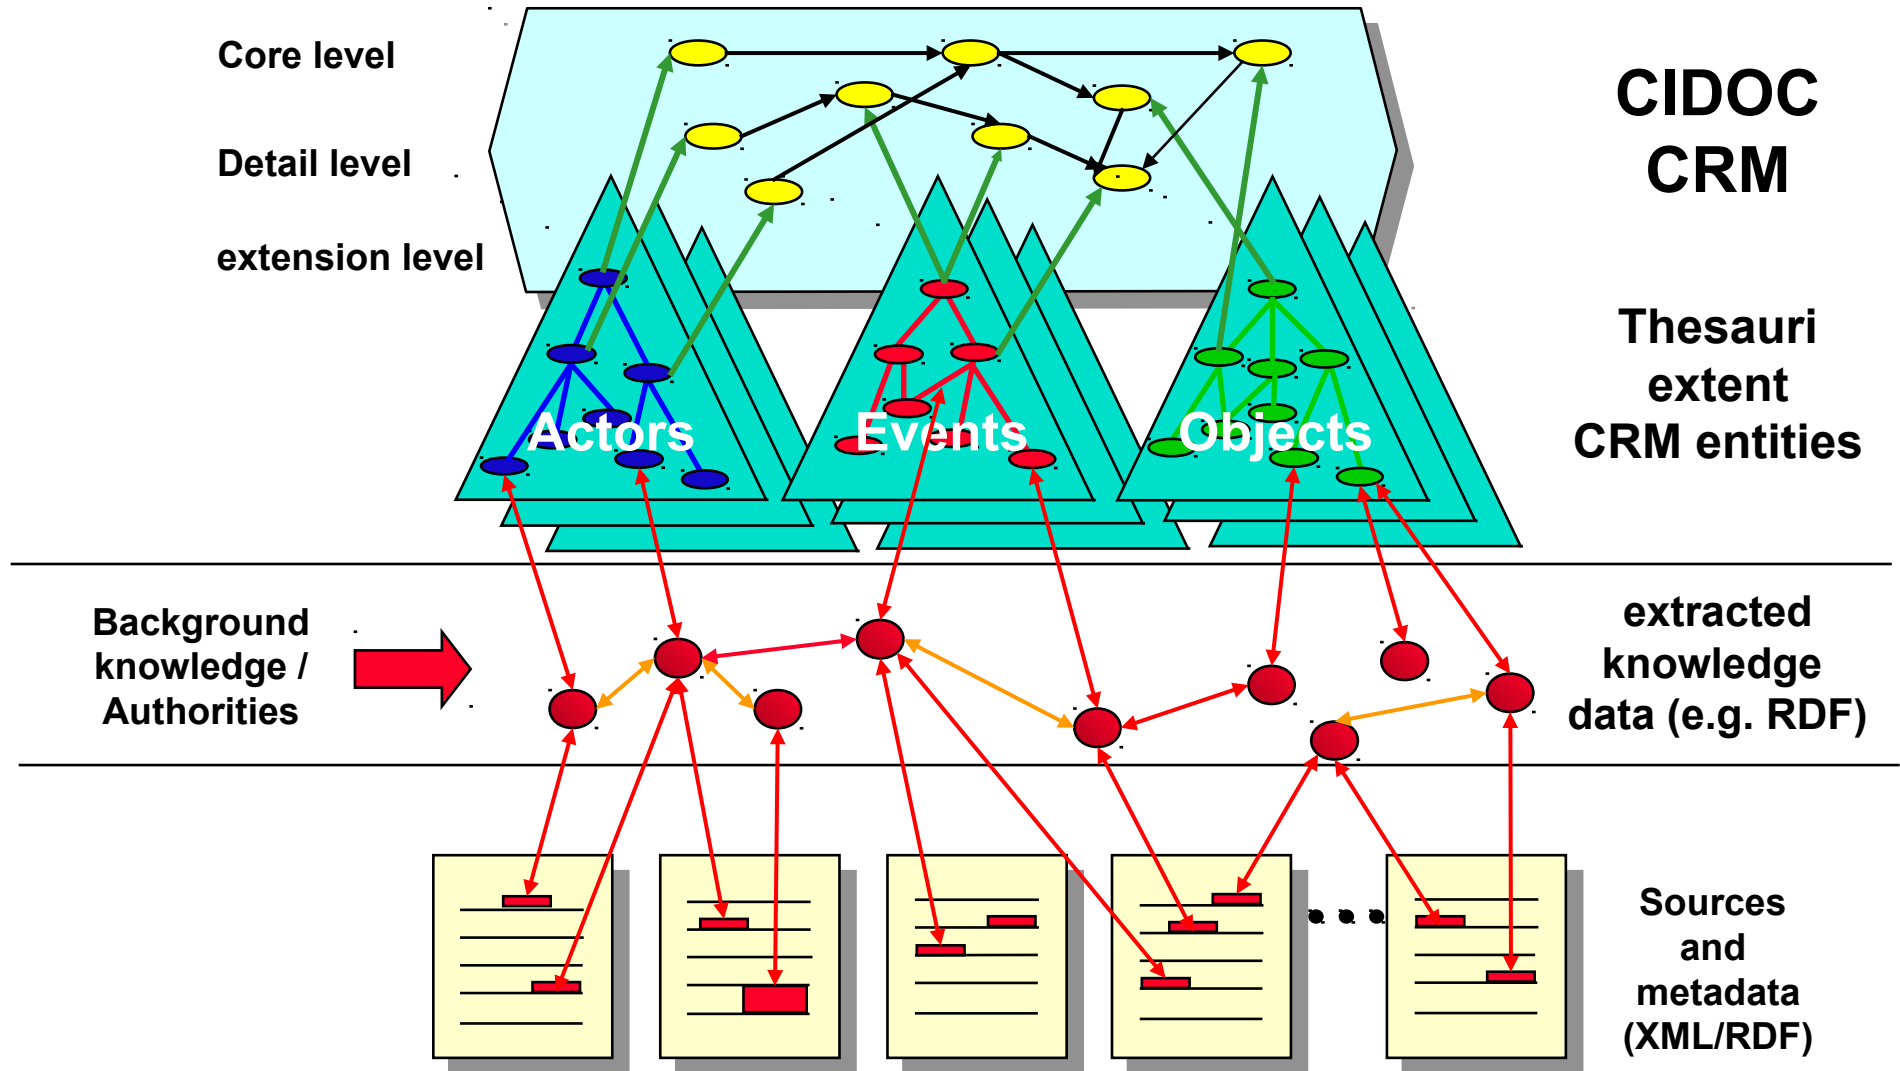 Core level
Detail level
extension level
CIDOC
CRM
Thesauri
extent
CRM entities
Actors
Events
Objects
Background
knowledge /
Authorities
extracted
knowledge
data (e.g. RDF)
Sources
and
metadata
(XML/RDF)